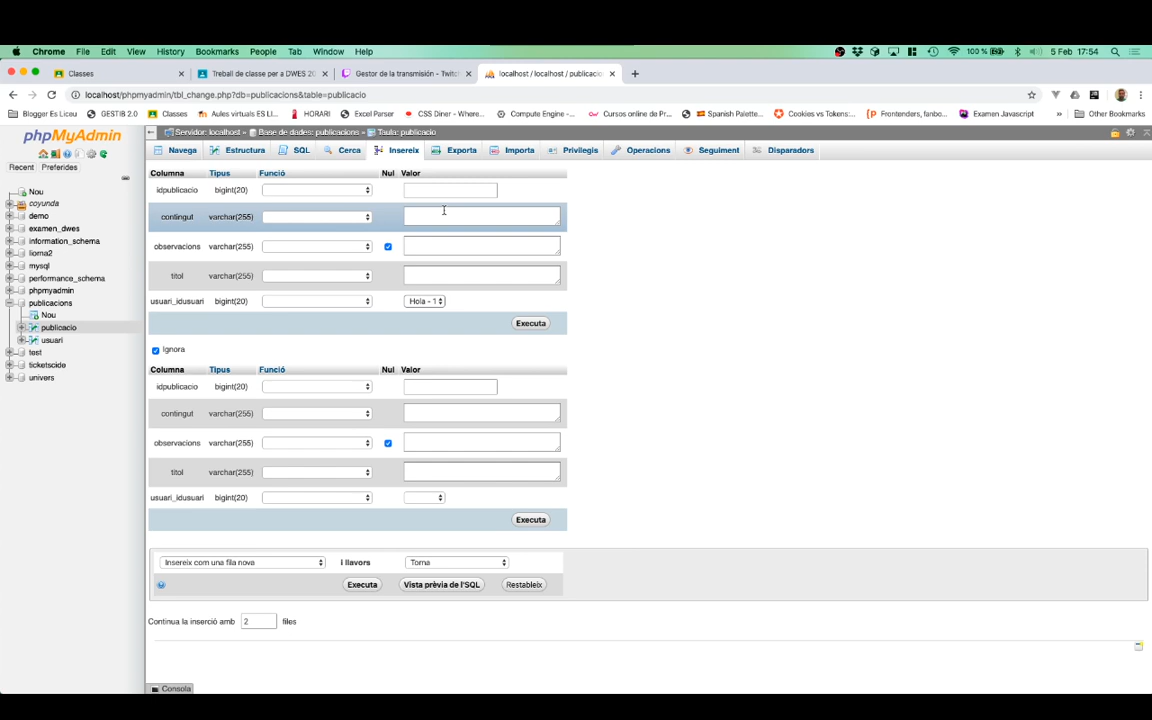 Chrome File Edit View History Bookmarks People Tab Window Help 100 % 5 Feb 17:54
Classes Treball de classe per a DWES 20 Gestor de la transmisión - Twitch localhost / localhost / publicacio
localhost/phpmyadmin/tbl_change.php?db=publicacions&table=publicacio
Blogger Es Liceu GESTIB 2.0 Classes Aules virtuals ES LI... HORARI Excel Parser CSS Diner - Where... Compute Engine -... Cursos online de Pr... Spanish Palette... Cookies vs Tokens:... Frontenders, fanbo... Examen Javascript
phpMyAdmin
Recent Preferides
Nou
coyunda
demo
examen_dwes
information_schema
liorna2
mysql
performance_schema
phpmyadmin
publicacions
Nou
publicacio
usuari
test
ticketscide
univers
Servidor: localhost » Base de dades: publicacions » Taula: publicacio
Navega Estructura SQL Cerca Insereix Exporta Importa Privilegis Operacions Seguiment Disparadors
Columna Tipus Funció Nul Valor
idpublicacio bigint(20)
contingut varchar(255)
observacions varchar(255)
titol varchar(255)
usuari_idusuari bigint(20) Hola - 1
Executa
Ignora
Columna Tipus Funció Nul Valor
idpublicacio bigint(20)
contingut varchar(255)
observacions varchar(255)
titol varchar(255)
usuari_idusuari bigint(20)
Executa
Insereix com una fila nova i llavors Torna
Executa Vista prèvia de l'SQL Restableix
Continua la inserció amb 2 files
Consola